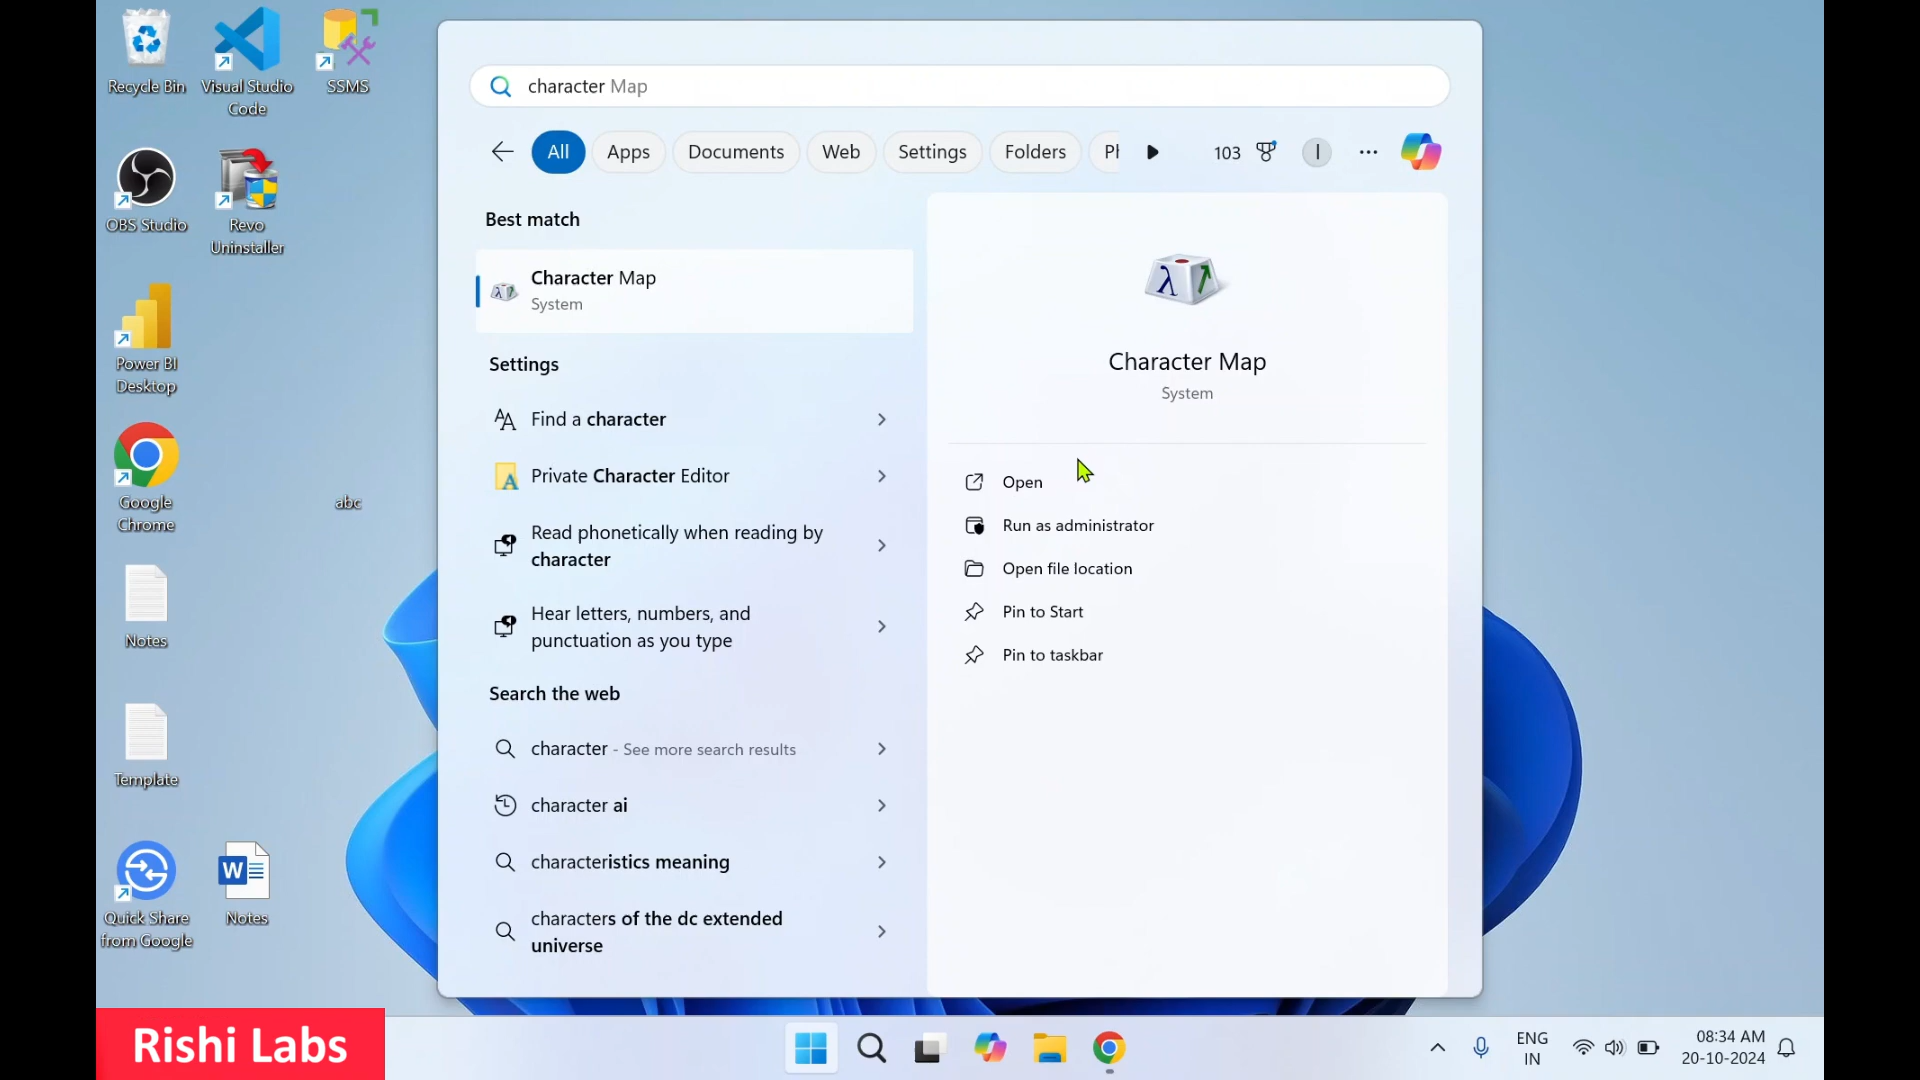 Recycle Bin
Visual Studio
Code
SSMS
OBS Studio
Revo
Uninstaller
Power BI
Desktop
Google
Chrome
abc
Notes
Template
Quick Share
from Google
Notes
character Map
All
Apps
Documents
Web
Settings
Folders
Ph
103
I
Best match
Character Map
System
Settings
Find a character
Private Character Editor
Read phonetically when reading by
character
Hear letters, numbers, and
punctuation as you type
Search the web
character - See more search results
character ai
characteristics meaning
characters of the dc extended
universe
Character Map
System
Open
Run as administrator
Open file location
Pin to Start
Pin to taskbar
Rishi Labs
ENG
IN
08:34 AM
20-10-2024